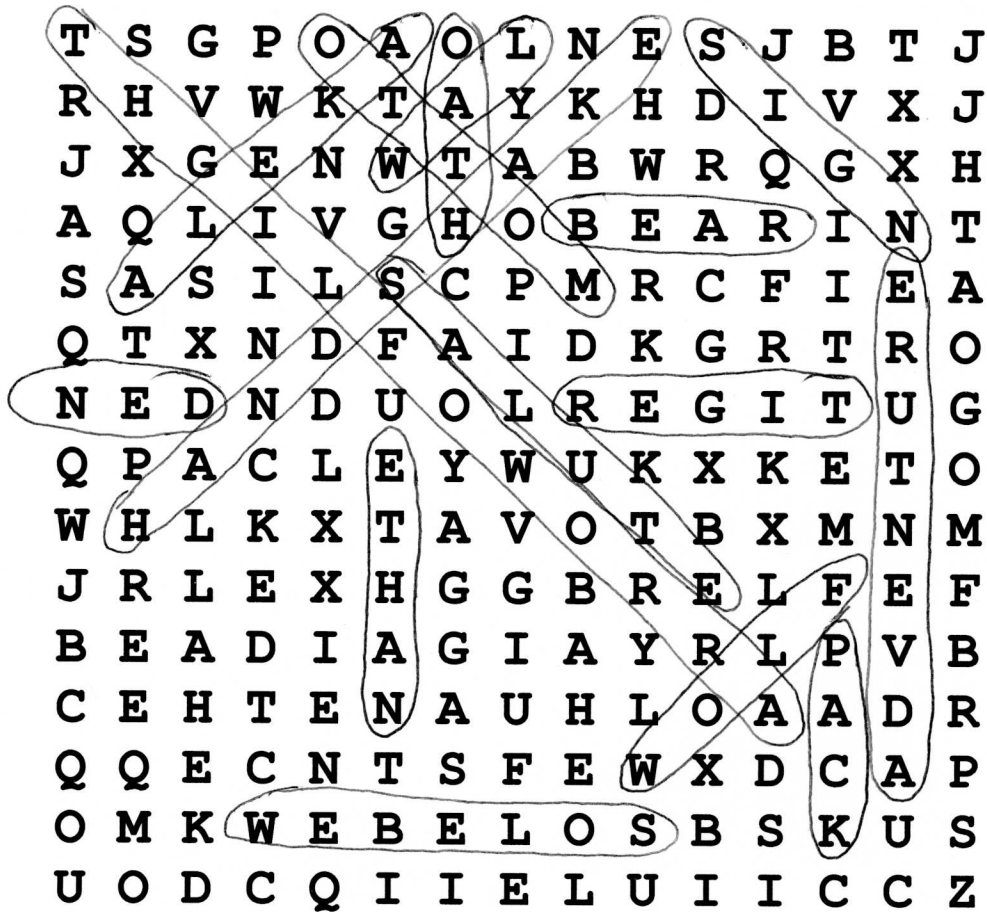 T S G P O A O L N E S J B T J
R H V W K T A Y K H D I V X J
J X G E N W T A B W R Q G X H
A Q L I V G H O B E A R I N T
S A S I L S C P M R C F I E A
Q T X N D F A I D K G R T R O
N E D N D U O L R E G I T U G
Q P A C L E Y W U K X K E T O
W H L K X T A V O T B X M N M
J R L E X H G G B R E L F E F
B E A D I A G I A Y R L P V B
C E H T E N A U H L O A A D R
Q Q E C N T S F E W X D C A P
O M K W E B E L O S B S K U S
U O D C Q I I E L U I I C C Z